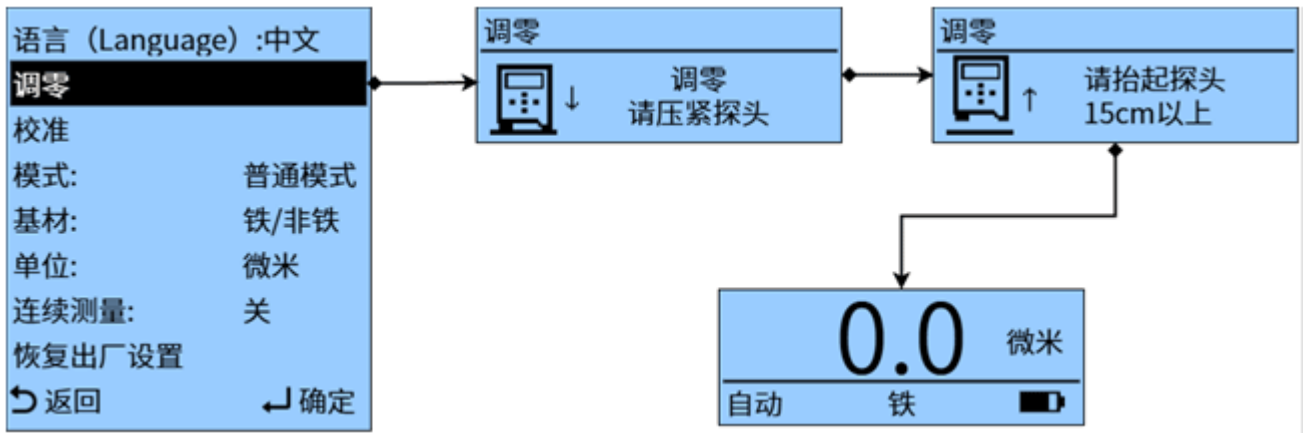 语言（Language）:中文
调零
校准
模式: 普通模式
基材: 铁/非铁
单位: 微米
连续测量: 关
恢复出厂设置
返回 确定
调零
调零
请压紧探头
调零
请抬起探头
15cm以上
0.0 微米
自动 铁